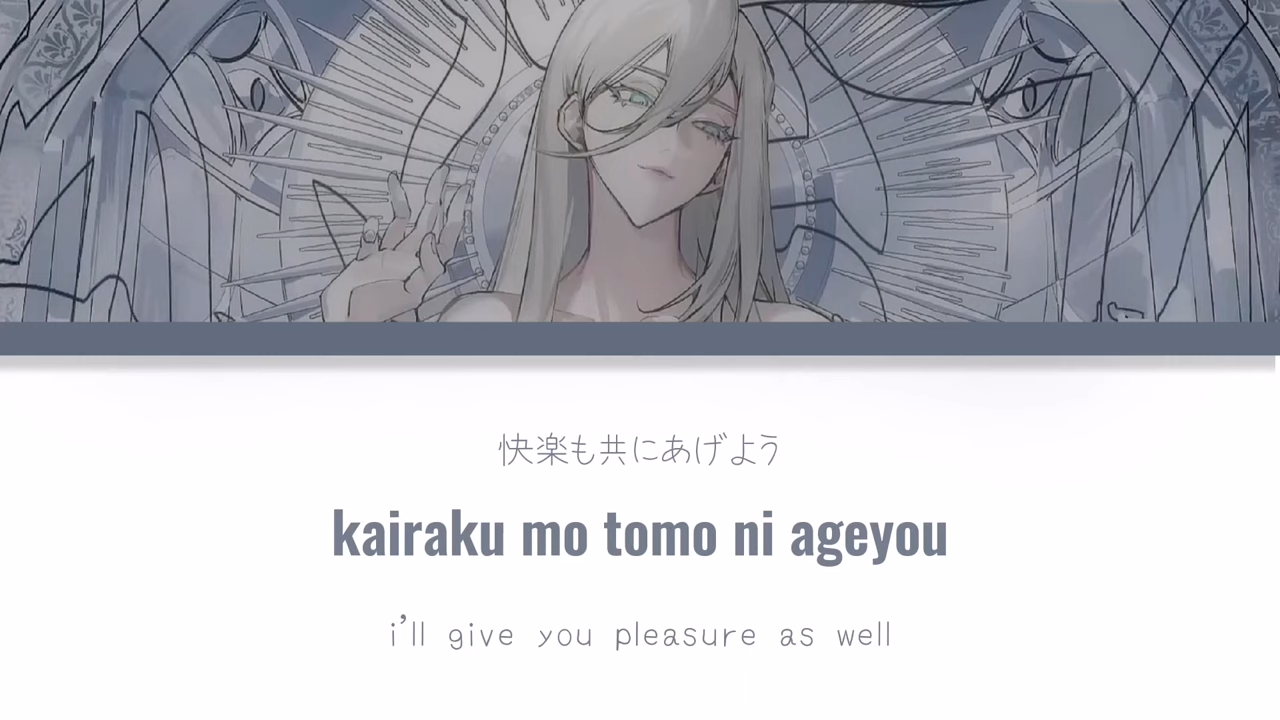 快楽も共にあげよう
kairaku mo tomo ni ageyou
i'll give you pleasure as well